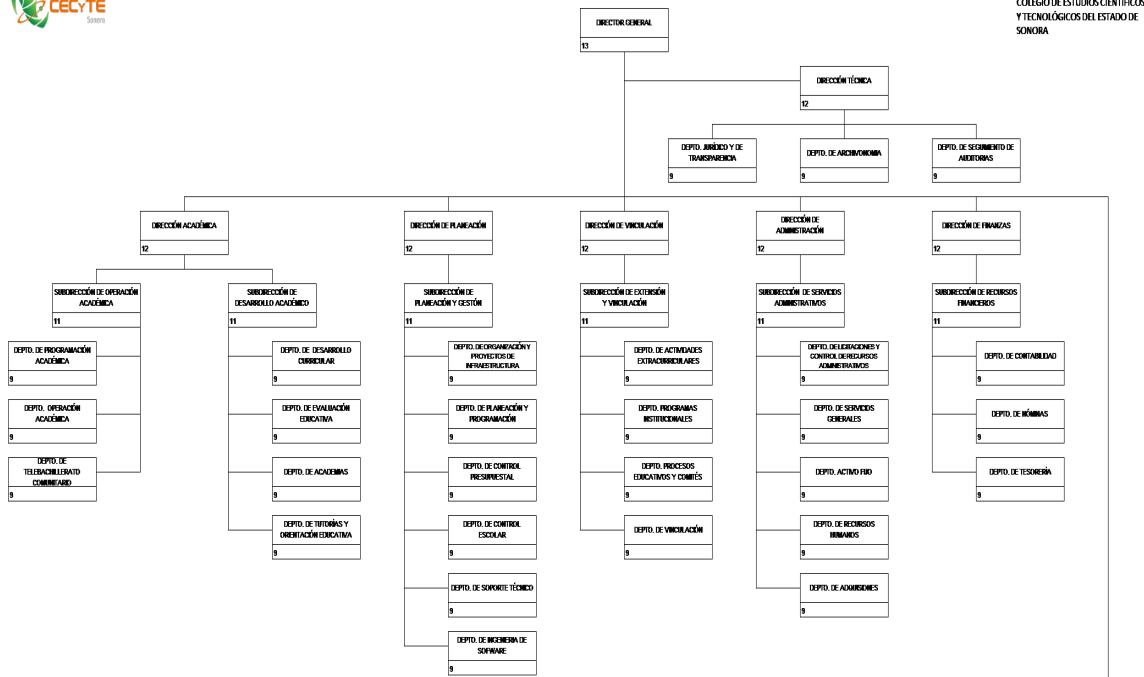 CECyTE
Sonora
COLEGIO DE ESTUDIOS CIENTÍFICOS
Y TECNOLÓGICOS DEL ESTADO DE
SONORA
DIRECTOR GENERAL
13
DIRECCIÓN TÉCNICA
12
DEPTO. JURÍDICO Y DE
TRANSPARENCIA
9
DEPTO. DE ARCHIVONOMIA
9
DEPTO. DE SEGUIMIENTO DE
AUDITORIAS
9
DIRECCIÓN ACADÉMICA
12
DIRECCIÓN DE PLANEACIÓN
12
DIRECCIÓN DE VINCULACIÓN
12
DIRECCIÓN DE
ADMINISTRACIÓN
12
DIRECCIÓN DE FINANZAS
12
SUBDIRECCIÓN DE OPERACIÓN
ACADÉMICA
11
SUBDIRECCIÓN DE
DESARROLLO ACADÉMICO
11
SUBDIRECCIÓN DE
PLANEACIÓN Y GESTÓN
11
SUBDIRECCIÓN DE EXTENSIÓN
Y VINCULACIÓN
11
SUBDIRECCIÓN DE SERVICIOS
ADMINISTRATIVOS
11
SUBDIRECCIÓN DE RECURSOS
FINANCIEROS
11
DEPTO. DE PROGRAMACIÓN
ACADÉMICA
9
DEPTO. DE DESARROLLO
CURRICULAR
9
DEPTO. DE ORGANIZACIÓN Y
PROYECTOS DE
INFRAESTRUCTURA
9
DEPTO. DE ACTIVIDADES
EXTRACURRICULARES
9
DEPTO. DE LICITACIONES Y
CONTROL DE RECURSOS
ADMINISTRATIVOS
9
DEPTO. DE CONTABILIDAD
9
DEPTO. OPERACIÓN
ACADÉMICA
9
DEPTO. DE EVALUACIÓN
EDUCATIVA
9
DEPTO. DE PLANEACIÓN Y
PROGRAMACIÓN
9
DEPTO. PROGRAMAS
INSTITUCIONALES
9
DEPTO. DE SERVICIOS
GENERALES
9
DEPTO. DE NÓMINAS
9
DEPTO. DE
TELEBACHILLERATO
COMUNITARIO
9
DEPTO. DE ACADEMIAS
9
DEPTO. DE CONTROL
PRESUPUESTAL
9
DEPTO. PROCESOS
EDUCATIVOS Y COMITÉS
9
DEPTO. ACTIVO FIJO
9
DEPTO. DE TESORERÍA
9
DEPTO. DE TUTORÍAS Y
ORIENTACIÓN EDUCATIVA
9
DEPTO. DE CONTROL
ESCOLAR
9
DEPTO. DE VINCULACIÓN
9
DEPTO. DE RECURSOS
HUMANOS
9
DEPTO. DE SOPORTE TÉCNICO
9
DEPTO. DE ADQUISIONES
9
DEPTO. DE INGENIERIA DE
SOFWARE
9